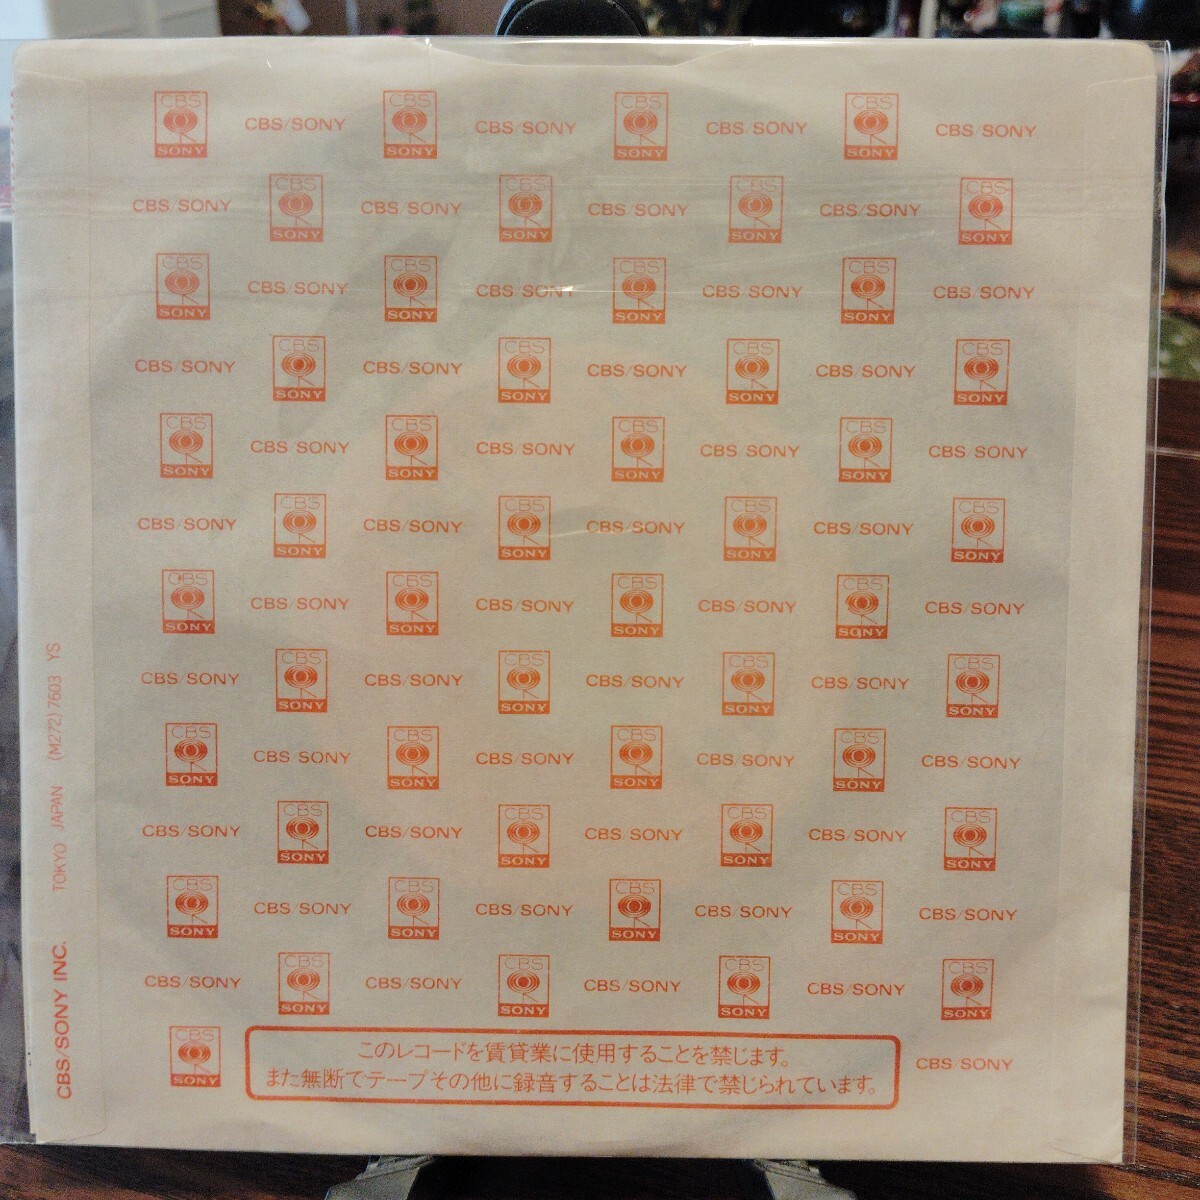 CBS SONY CBS/SONY CBS SONY CBS/SONY CBS SONY CBS/SONY CBS SONY CBS/SONY
CBS/SONY CBS SONY CBS/SONY CBS SONY CBS/SONY CBS SONY CBS/SONY CBS SONY
CBS SONY CBS/SONY CBS SONY CBS/SONY CBS SONY CBS/SONY CBS SONY CBS/SONY
CBS/SONY CBS SONY CBS/SONY CBS SONY CBS/SONY CBS SONY CBS/SONY CBS SONY
CBS SONY CBS/SONY CBS SONY CBS/SONY CBS SONY CBS/SONY CBS SONY CBS/SONY
CBS/SONY CBS SONY CBS/SONY CBS SONY CBS/SONY CBS SONY CBS/SONY CBS SONY
CBS SONY CBS/SONY CBS SONY CBS/SONY CBS SONY CBS/SONY CBS SONY CBS/SONY
CBS/SONY CBS SONY CBS/SONY CBS SONY CBS/SONY CBS SONY CBS/SONY CBS SONY
CBS SONY CBS/SONY CBS SONY CBS/SONY CBS SONY CBS/SONY CBS SONY CBS/SONY
CBS/SONY CBS SONY CBS/SONY CBS SONY CBS/SONY CBS SONY CBS/SONY CBS SONY
CBS SONY CBS/SONY CBS SONY CBS/SONY CBS SONY CBS/SONY CBS SONY CBS/SONY
CBS/SONY CBS SONY CBS/SONY CBS SONY CBS/SONY CBS SONY CBS/SONY CBS SONY
CBS SONY
このレコードを賃貸業に使用することを禁じます。
また無断でテープその他に録音することは法律で禁じられています。
CBS/SONY
CBS/SONY INC. TOKYO JAPAN (M272) 7603 YS